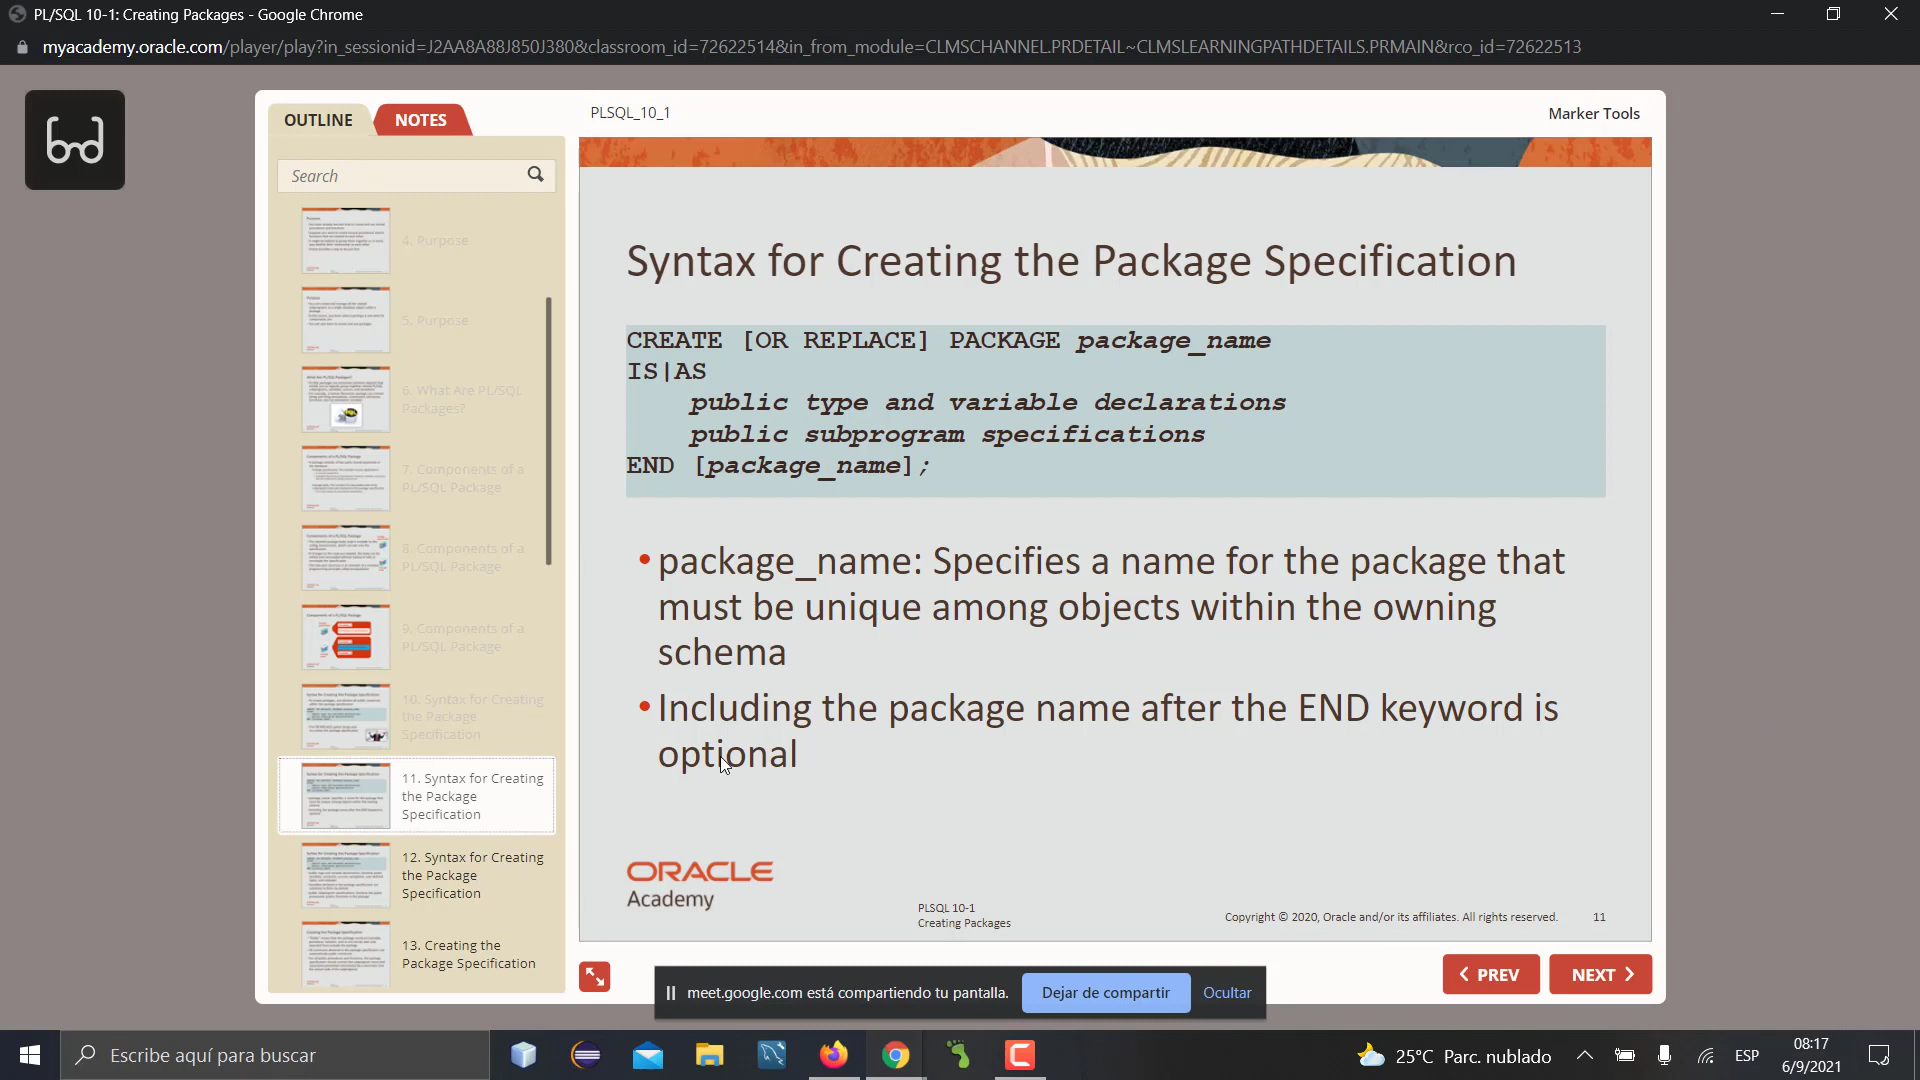 PL/SQL 10-1: Creating Packages - Google Chrome
myacademy.oracle.com/player/play?in_sessionid=J2AA8A88J850J380&classroom_id=72622514&in_from_module=CLMSCHANNEL.PRDETAIL~CLMSLEARNINGPATHDETAILS.PRMAIN&rco_id=72622513
OUTLINE
NOTES
Search
4. Purpose
5. Purpose
6. What Are PL/SQL
Packages?
7. Components of a
PL/SQL Package
8. Components of a
PL/SQL Package
9. Components of a
PL/SQL Package
10. Syntax for Creating
the Package
Specification
11. Syntax for Creating
the Package
Specification
12. Syntax for Creating
the Package
Specification
13. Creating the
Package Specification
PLSQL_10_1
Marker Tools
Syntax for Creating the Package Specification
CREATE [OR REPLACE] PACKAGE package_name
IS|AS
public type and variable declarations
public subprogram specifications
END [package_name];
•package_name: Specifies a name for the package that
must be unique among objects within the owning
schema
•Including the package name after the END keyword is
optional
ORACLE
Academy
PLSQL 10-1
Creating Packages
Copyright © 2020, Oracle and/or its affiliates. All rights reserved.
11
PREV
NEXT
meet.google.com está compartiendo tu pantalla.
Dejar de compartir
Ocultar
Escribe aquí para buscar
25°C Parc. nublado
ESP
08:17
6/9/2021